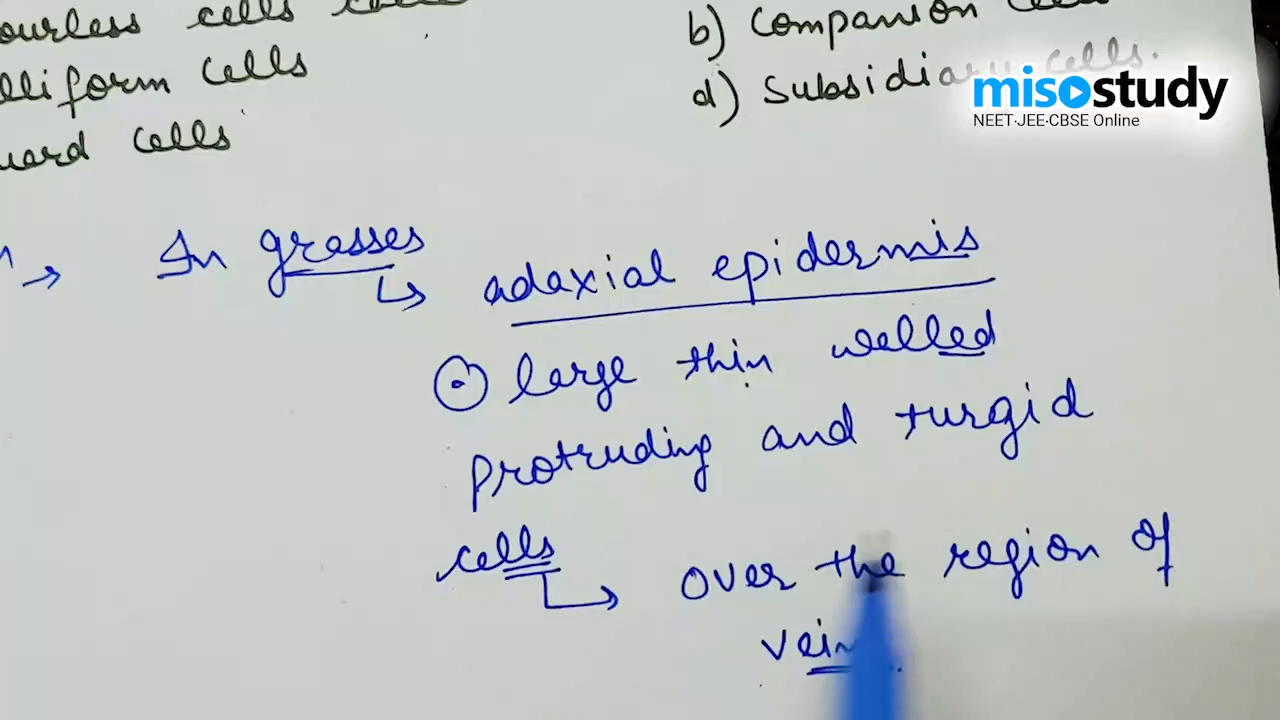 ourless cells
b) Companion
lliform cells
d) Subsidiary cells.
uard cells
misostudy
NEET-JEE-CBSE Online
→ In grasses
↳ adaxial epidermis
⊙ large thin walled
protruding and turgid
cells
↳ over the region of